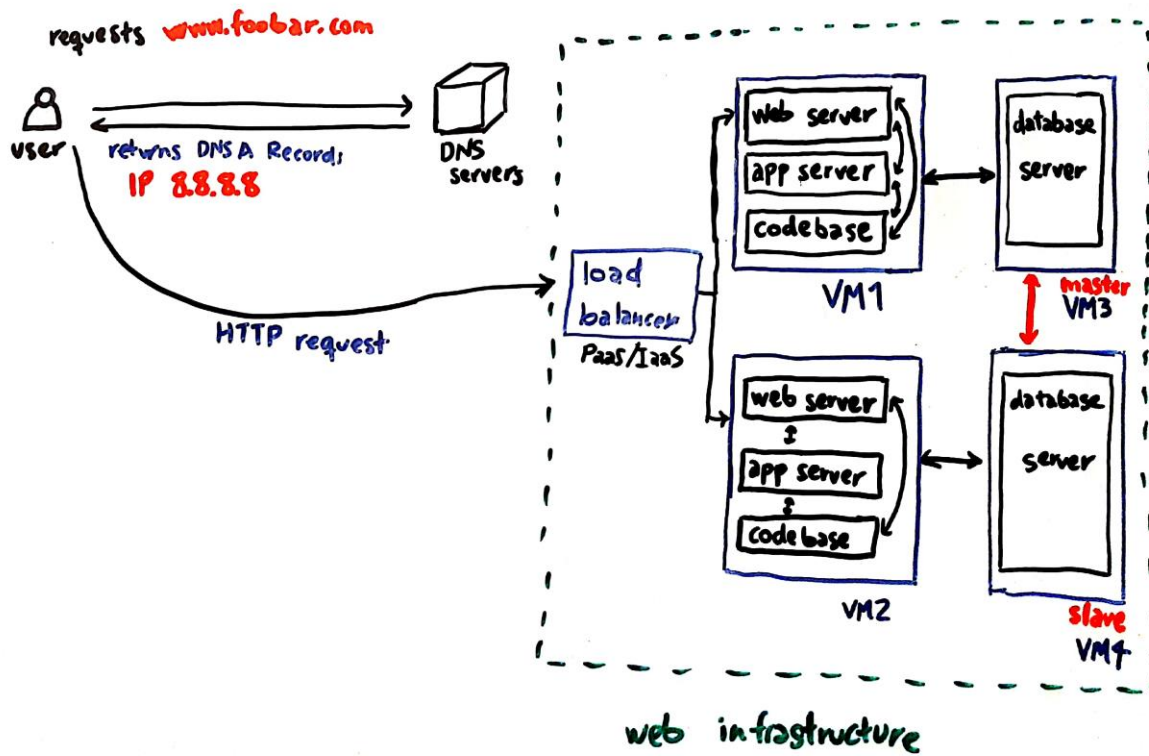 requests www.foobar.com
user
returns DNS A Records
IP 8.8.8.8
DNS
servers
HTTP request
load
balancer
PaaS/IaaS
web server
app server
codebase
VM1
database
server
master
VM3
web server
app server
codebase
VM2
database
server
slave
VM4
web infrastructure